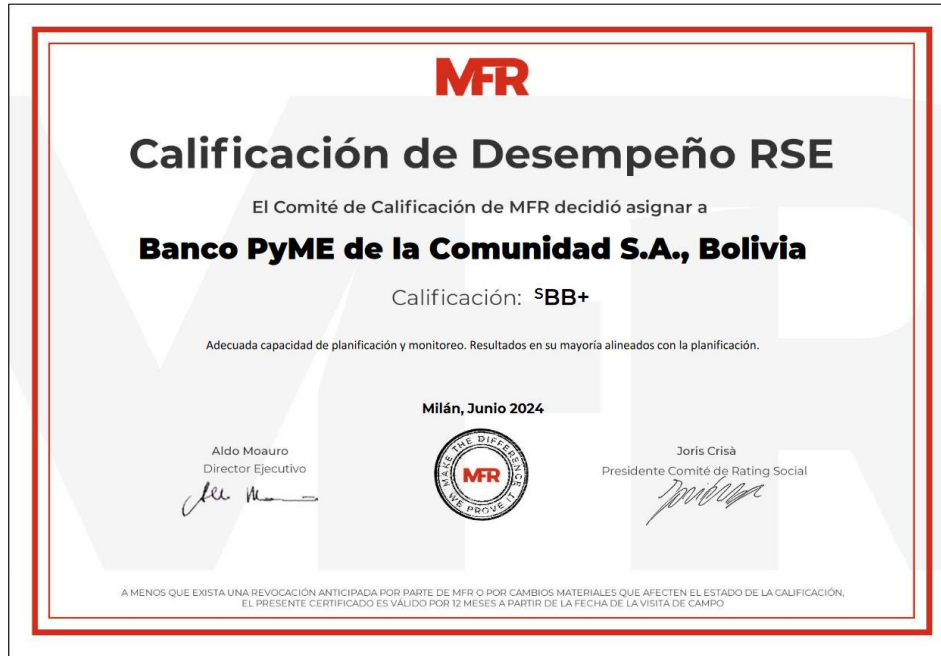 MFR
Calificación de Desempeño RSE
El Comité de Calificación de MFR decidió asignar a
Banco PyME de la Comunidad S.A., Bolivia
Calificación: ˢBB+
Adecuada capacidad de planificación y monitoreo. Resultados en su mayoría alineados con la planificación.
Milán, Junio 2024
Aldo Moauro
Director Ejecutivo
MAKE THE DIFFERENCE
MFR
WE PROVE IT
Joris Crisà
Presidente Comité de Rating Social
A MENOS QUE EXISTA UNA REVOCACIÓN ANTICIPADA POR PARTE DE MFR O POR CAMBIOS MATERIALES QUE AFECTEN EL ESTADO DE LA CALIFICACIÓN,
EL PRESENTE CERTIFICADO ES VÁLIDO POR 12 MESES A PARTIR DE LA FECHA DE LA VISITA DE CAMPO